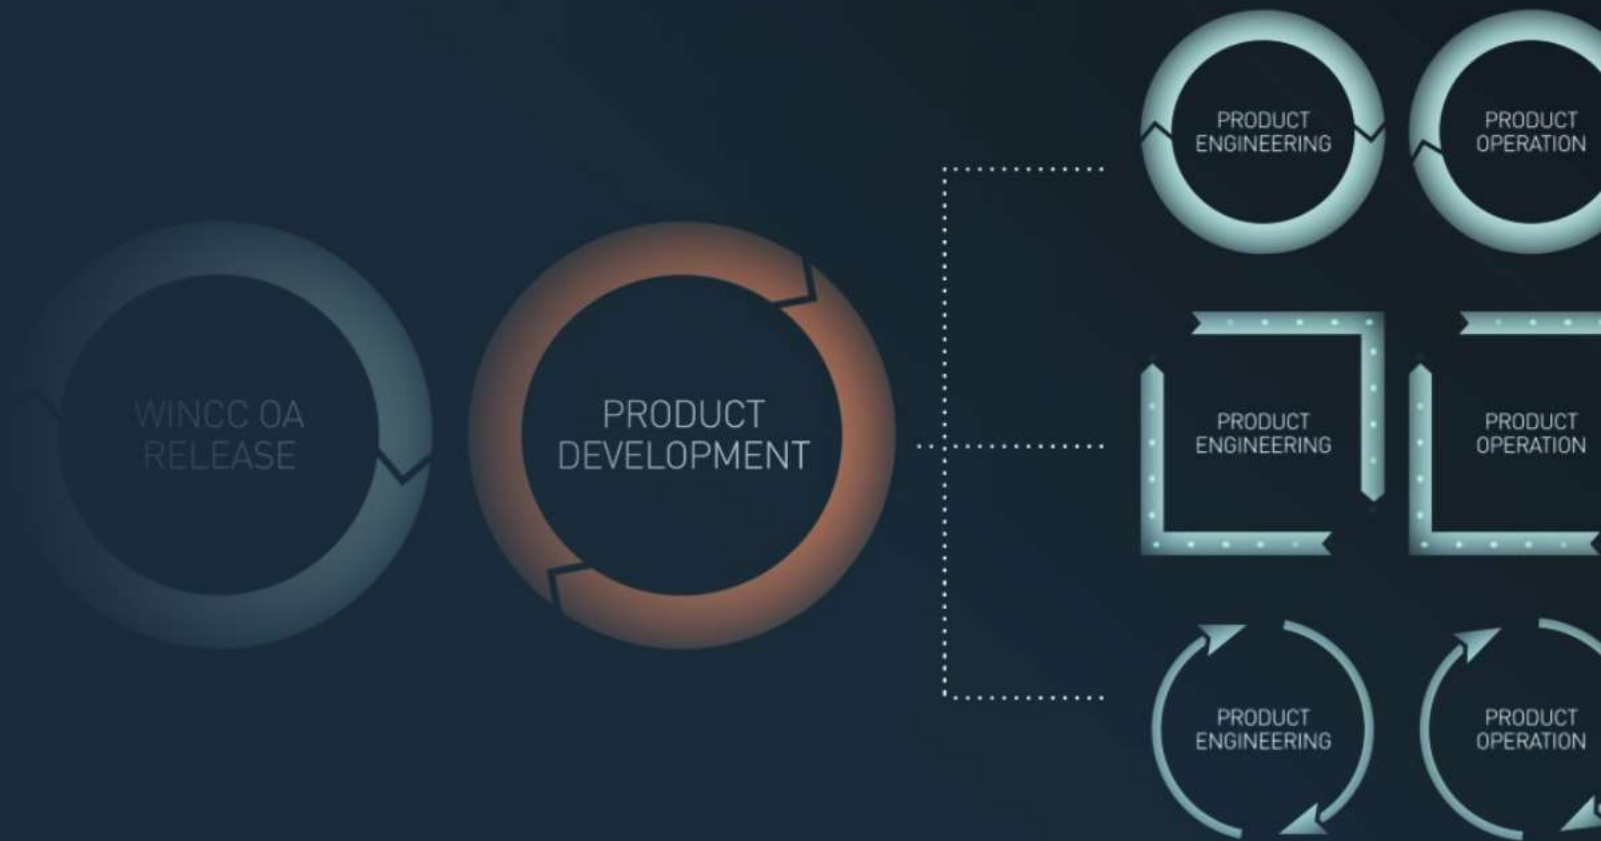 WINCC OA
RELEASE
PRODUCT
DEVELOPMENT
PRODUCT
ENGINEERING
PRODUCT
OPERATION
PRODUCT
ENGINEERING
PRODUCT
OPERATION
PRODUCT
ENGINEERING
PRODUCT
OPERATION